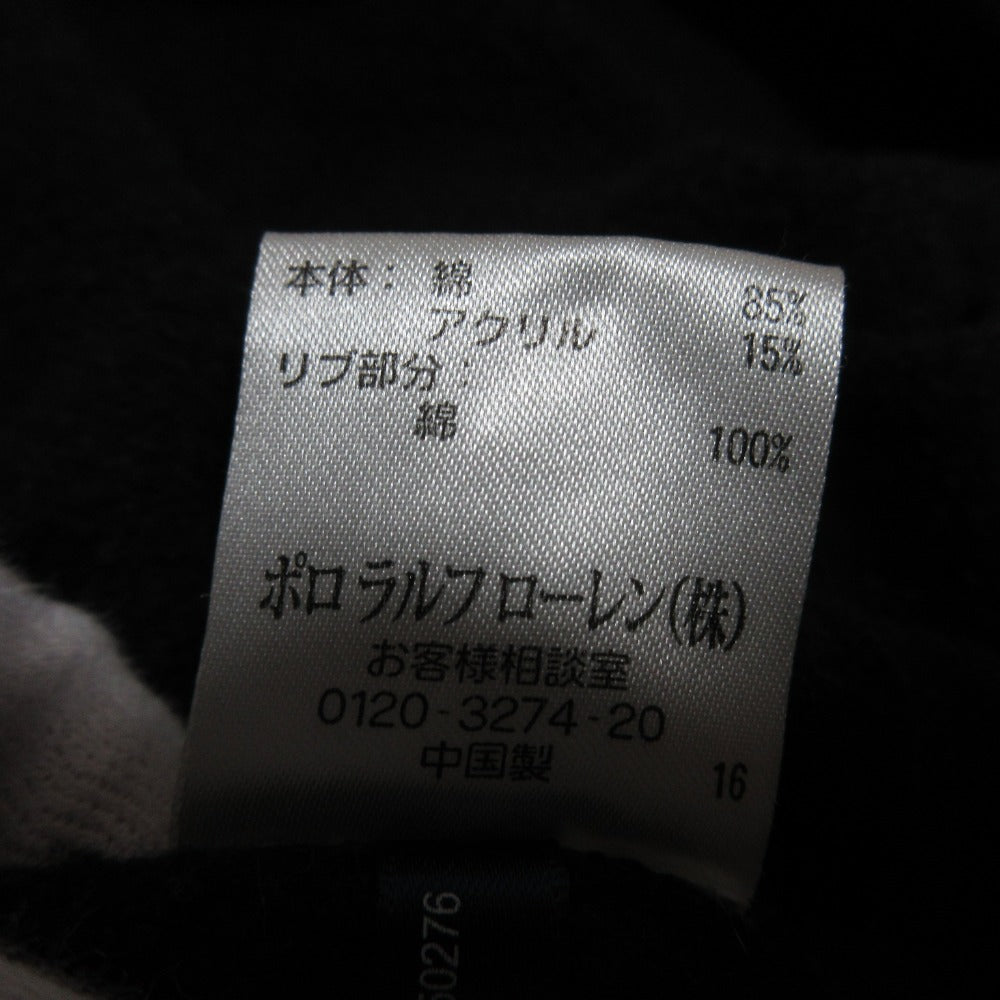 本体： 綿 85%
アクリル 15%
リブ部分：
綿 100%
ポロ ラルフ ローレン(株)
お客様相談室
0120-3274-20
中国製 16
50276